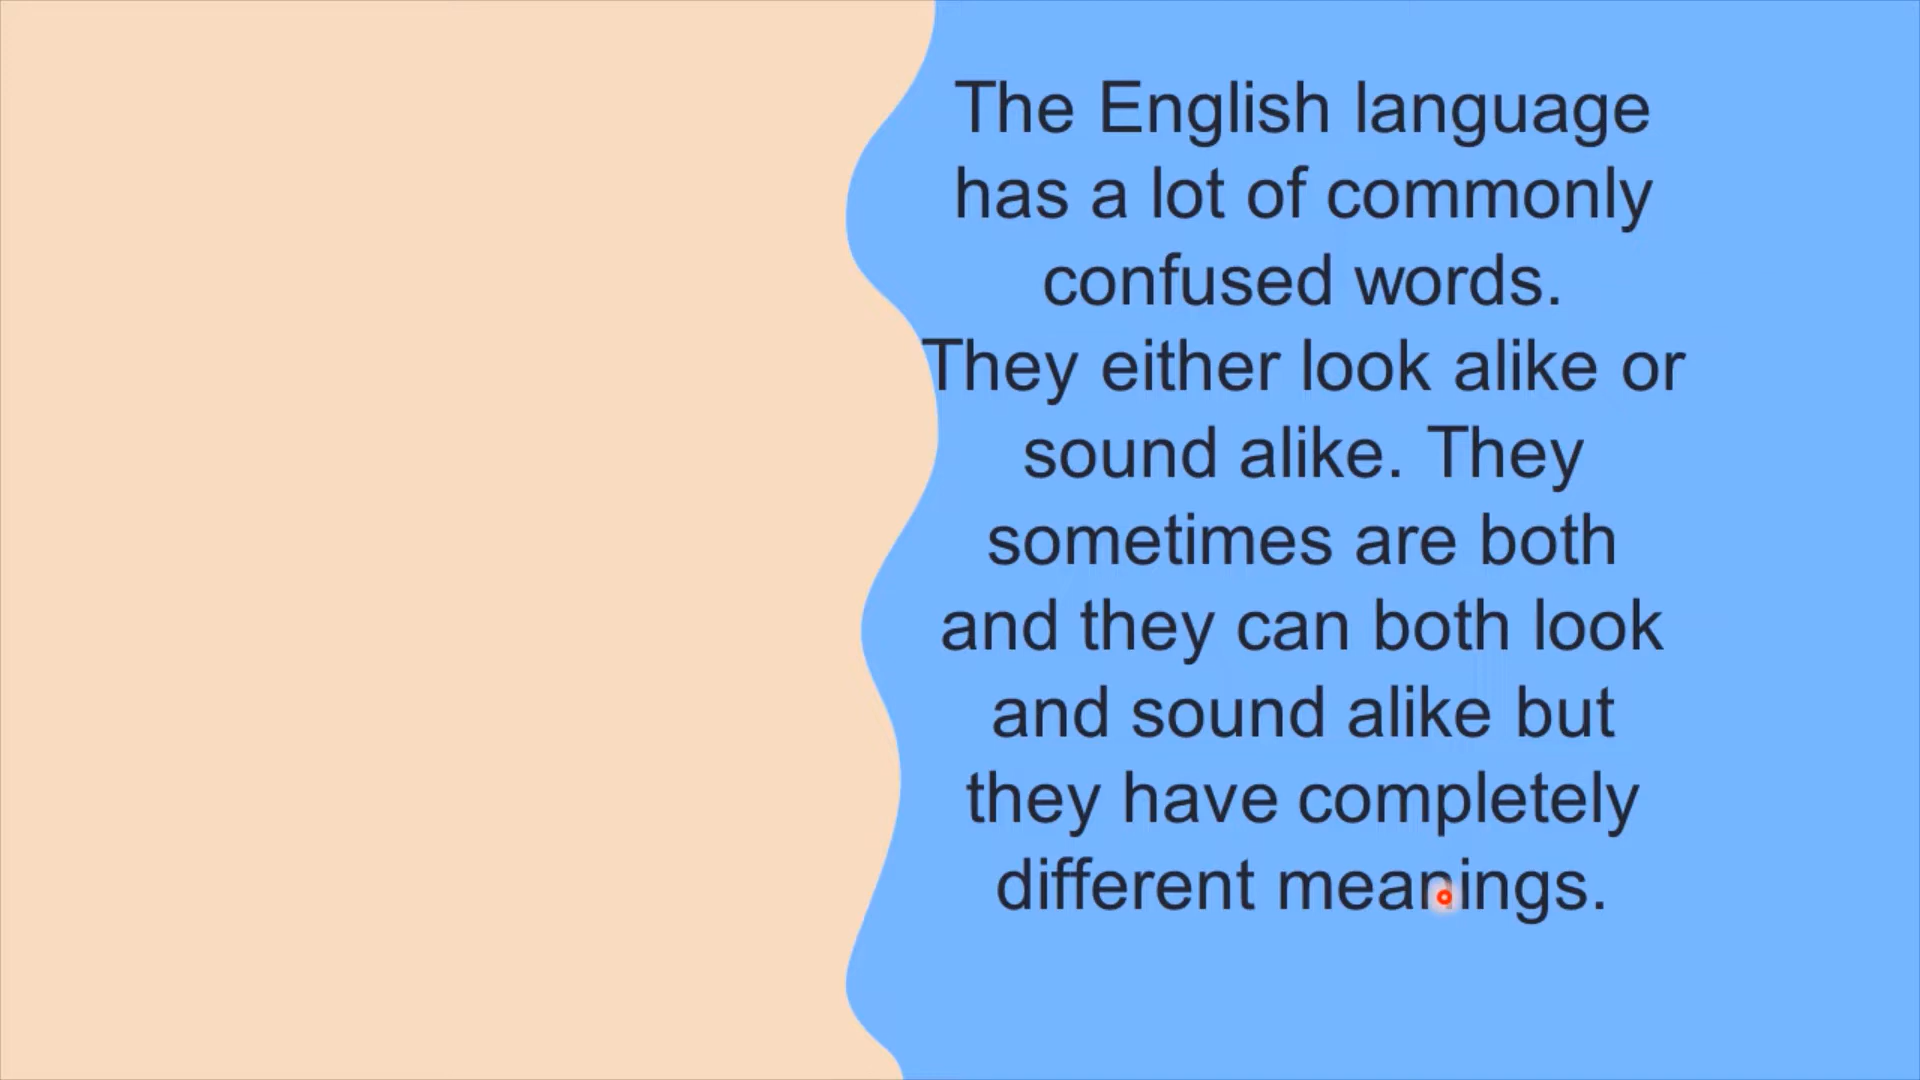 The English language
has a lot of commonly
confused words.
They either look alike or
sound alike. They
sometimes are both
and they can both look
and sound alike but
they have completely
different meanings.